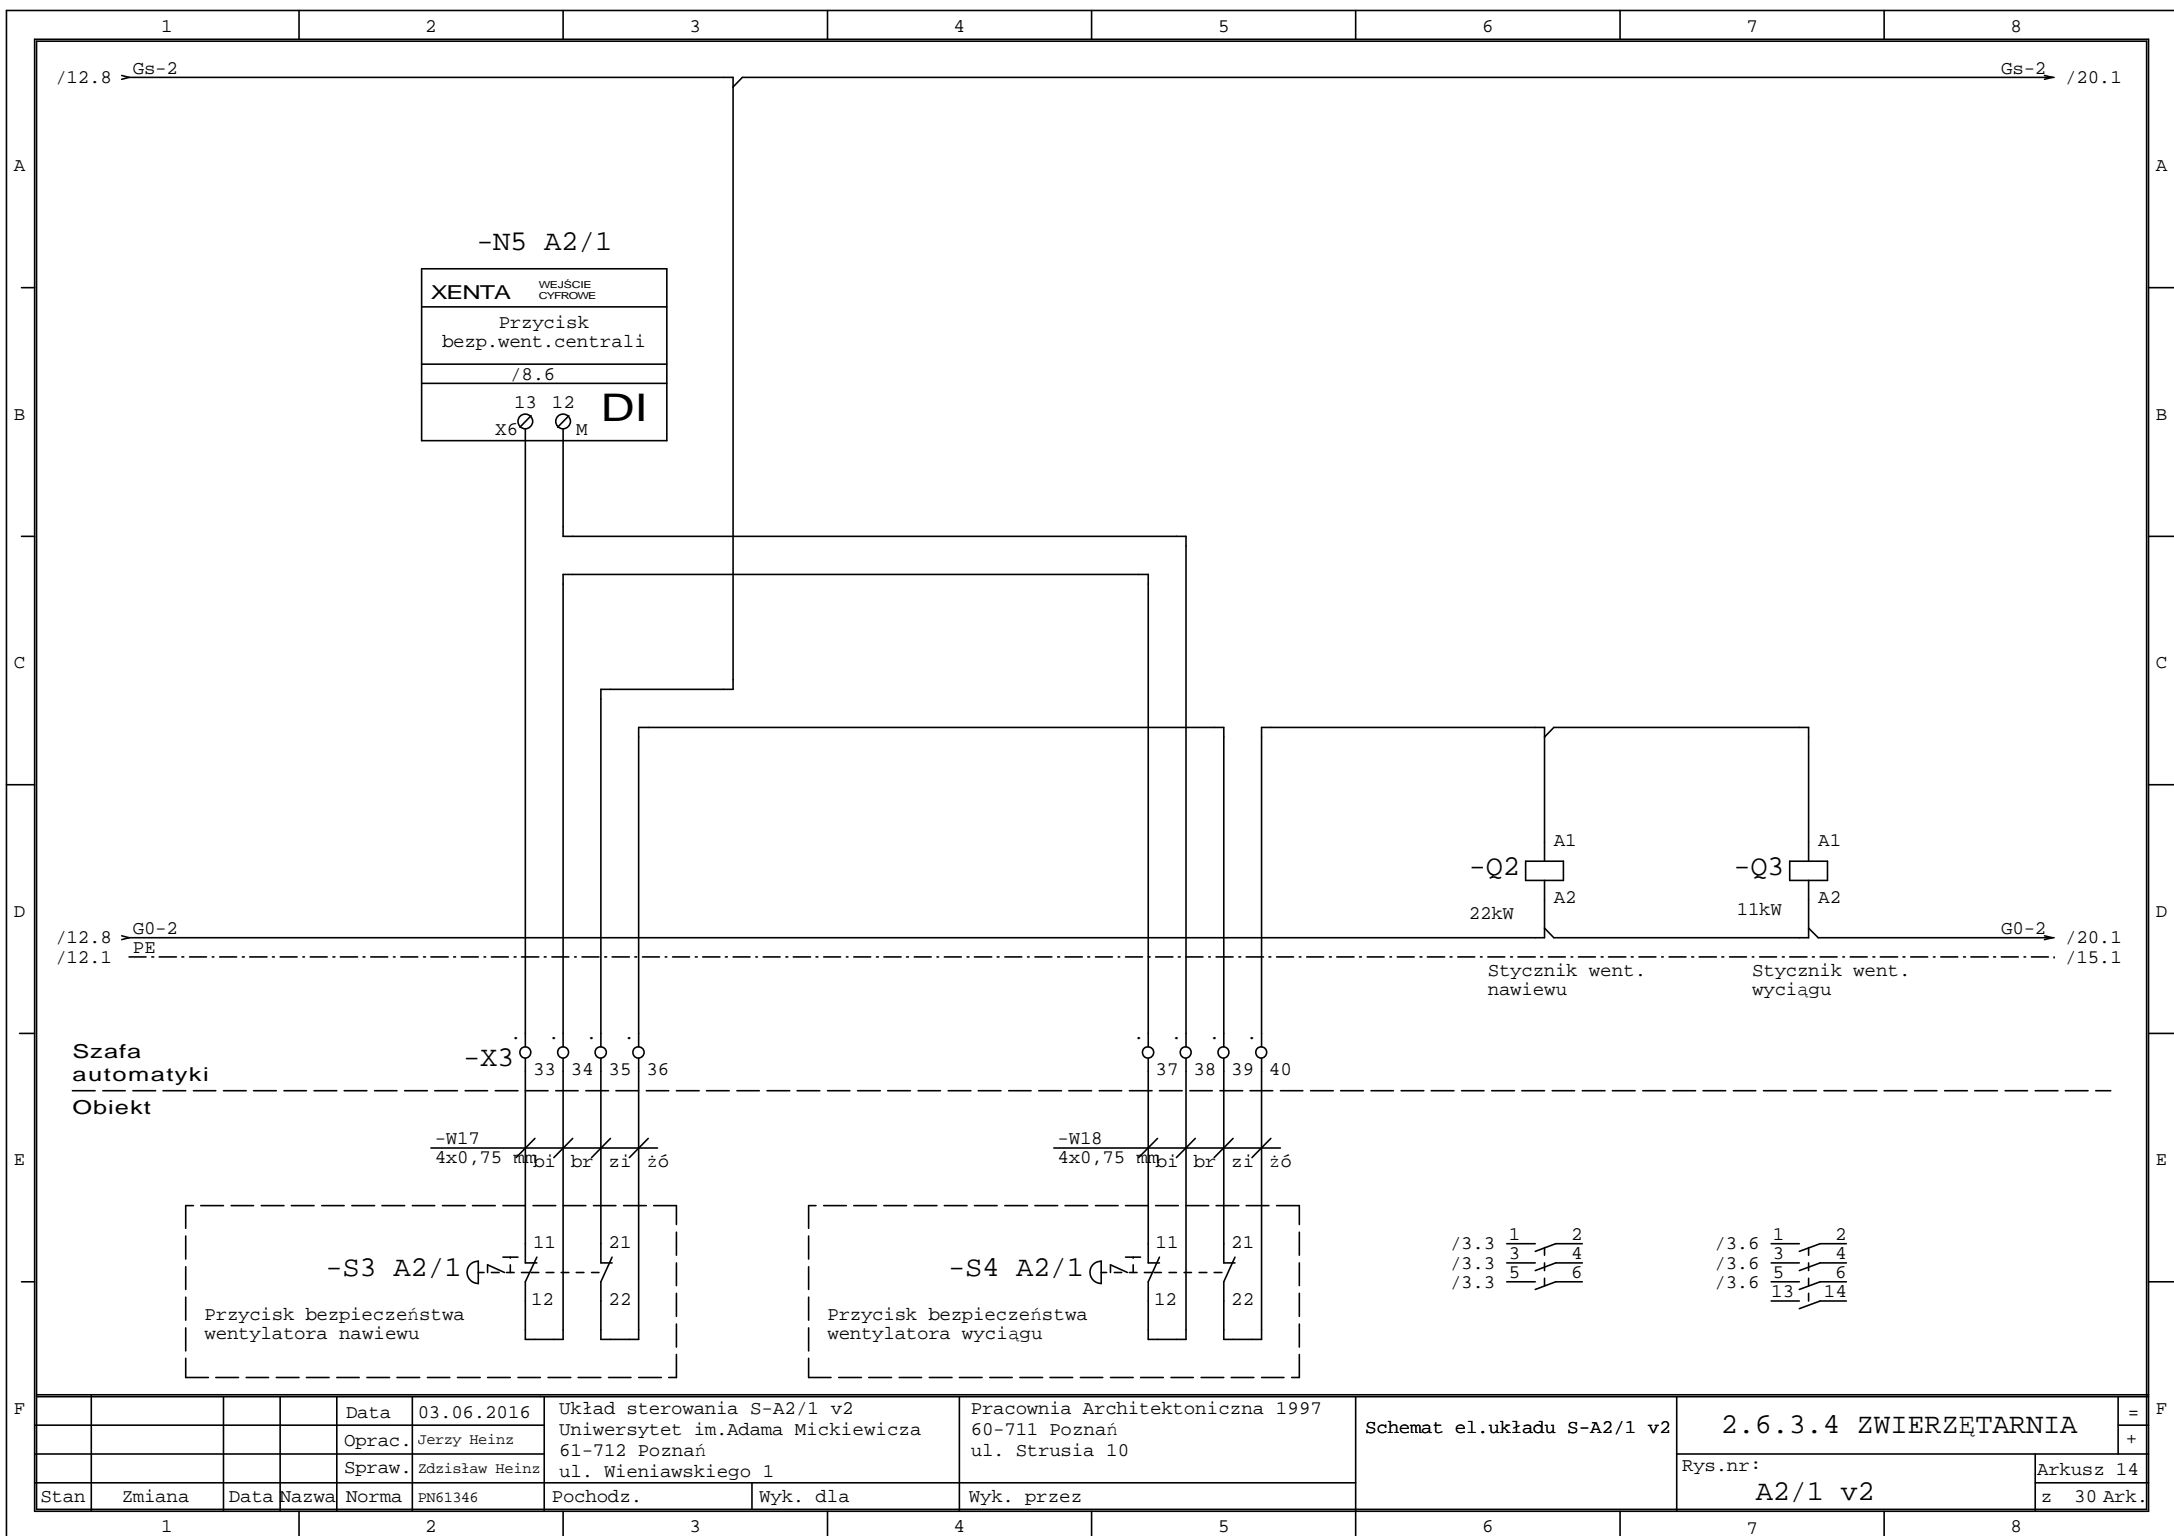 1 2 3 4 5 6 7 8
/12.8 Gs-2 Gs-2 /20.1
A A
-N5 A2/1
XENTA WEJŚCIE
CYFROWE
Przycisk
bezp.went.centrali
/8.6
13 12 DI
X6 M
B B
C C
A1 A1
-Q2 -Q3
A2 A2
22kW 11kW
D D
/12.8 G0-2 G0-2 /20.1
/12.1 PE /15.1
Stycznik went.
nawiewu
Stycznik went.
wyciągu
Szafa
automatyki
-X3 33 34 35 36 37 38 39 40
Obiekt
-W17
4x0,75 mm bi br zi żó
-W18
4x0,75 mm bi br zi żó
E E
11 21
-S3 A2/1
12 22
Przycisk bezpieczeństwa
wentylatora nawiewu
11 21
-S4 A2/1
12 22
Przycisk bezpieczeństwa
wentylatora wyciągu
/3.3 1 2
/3.3 3 4
/3.3 5 6
/3.6 1 2
/3.6 3 4
/3.6 5 6
13 14
F F
Data 03.06.2016
Oprac. Jerzy Heinz
Spraw. Zdzisław Heinz
Stan Zmiana Data Nazwa Norma PN61346
Układ sterowania S-A2/1 v2
Uniwersytet im.Adama Mickiewicza
61-712 Poznań
ul. Wieniawskiego 1
Pochodz. Wyk. dla
Pracownia Architektoniczna 1997
60-711 Poznań
ul. Strusia 10
Wyk. przez
Schemat el.układu S-A2/1 v2
2.6.3.4 ZWIERZĘTARNIA
=
+
Rys.nr:
A2/1 v2
Arkusz 14
z 30 Ark.
1 2 3 4 5 6 7 8